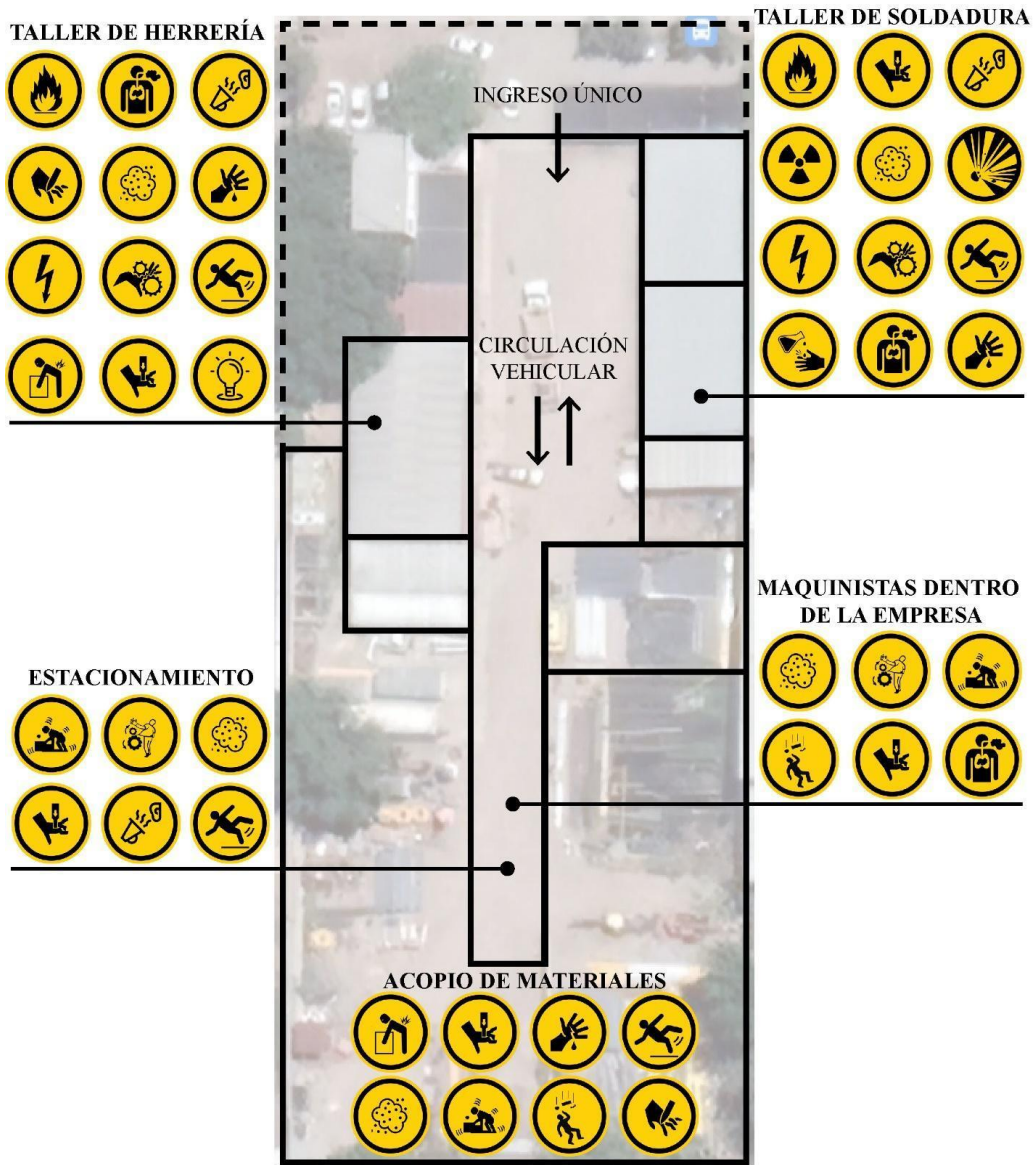 TALLER DE HERRERÍA
TALLER DE SOLDADURA
INGRESO ÚNICO
CIRCULACIÓN
VEHICULAR
MAQUINISTAS DENTRO
DE LA EMPRESA
ESTACIONAMIENTO
ACOPIO DE MATERIALES